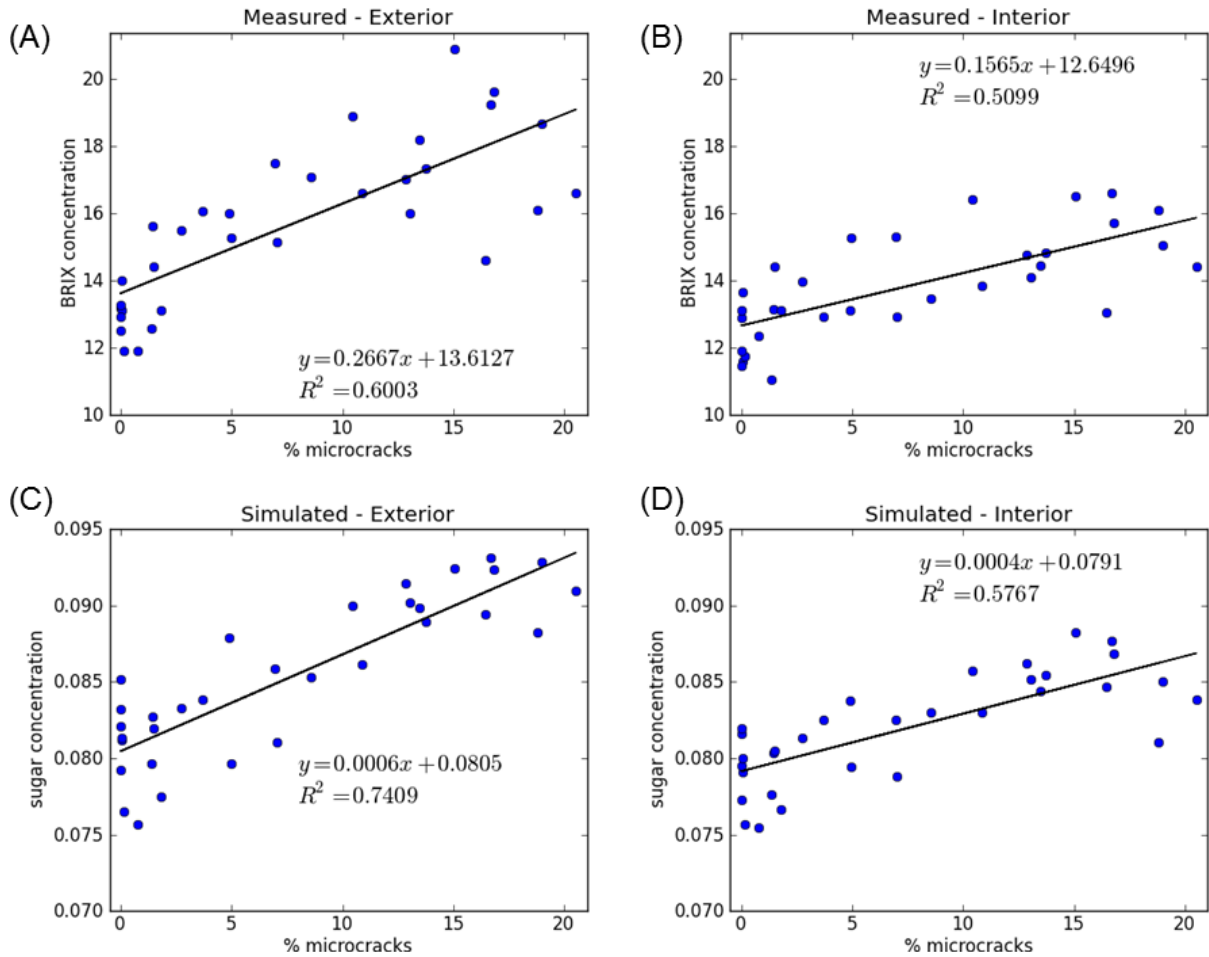 (A)
Measured - Exterior
BRIX concentration
20
18
16
14
12
10
y=0.2667x+13.6127
R² =0.6003
0 5 10 15 20
% microcracks
(B)
Measured - Interior
BRIX concentration
20
18
16
14
12
10
y=0.1565x+12.6496
R² =0.5099
0 5 10 15 20
% microcracks
(C)
Simulated - Exterior
sugar concentration
0.095
0.090
0.085
0.080
0.075
0.070
y=0.0006x+0.0805
R² =0.7409
0 5 10 15 20
% microcracks
(D)
Simulated - Interior
sugar concentration
0.095
0.090
0.085
0.080
0.075
0.070
y=0.0004x+0.0791
R² =0.5767
0 5 10 15 20
% microcracks